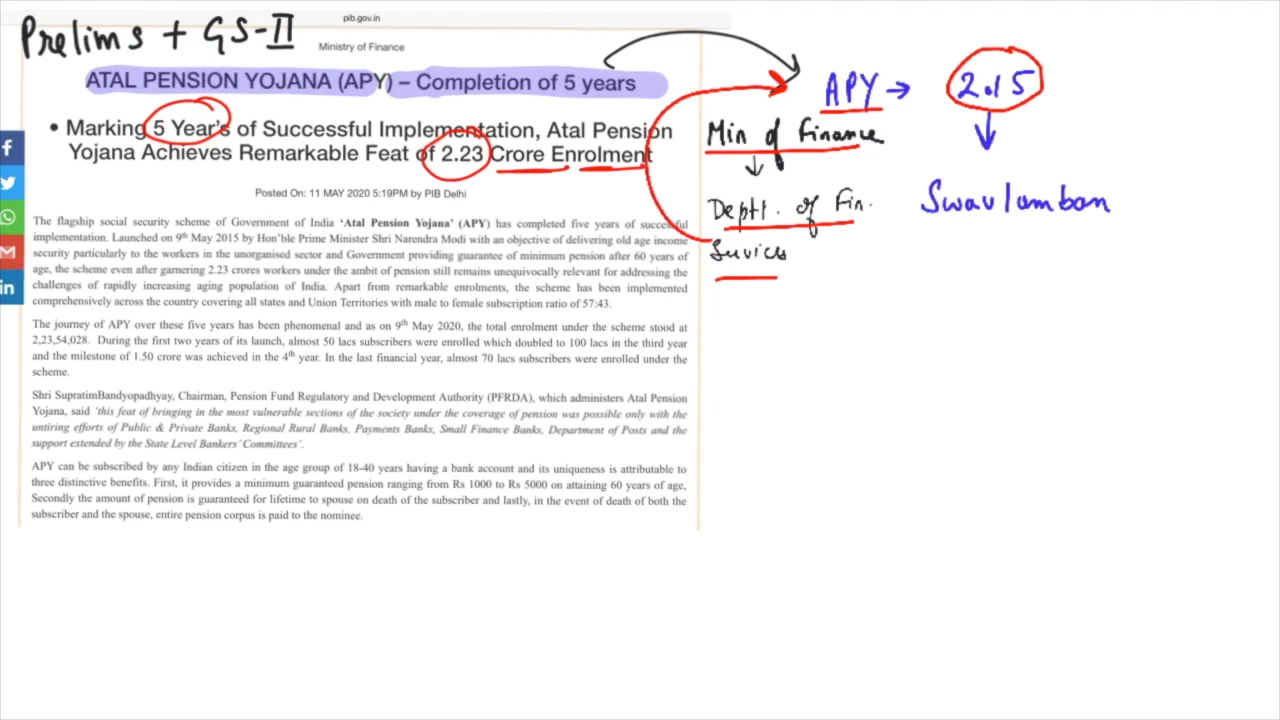 Prelims + GS-II
pib.gov.in
Ministry of Finance
ATAL PENSION YOJANA (APY) – Completion of 5 years
• Marking 5 Year's of Successful Implementation, Atal Pension
Yojana Achieves Remarkable Feat of 2.23 Crore Enrolment
Posted On: 11 MAY 2020 5:19PM by PIB Delhi
The flagship social security scheme of Government of India 'Atal Pension Yojana' (APY) has completed five years of successful
implementation. Launched on 9th May 2015 by Hon'ble Prime Minister Shri Narendra Modi with an objective of delivering old age income
security particularly to the workers in the unorganised sector and Government providing guarantee of minimum pension after 60 years of
age, the scheme even after garnering 2.23 crores workers under the ambit of pension still remains unequivocally relevant for addressing the
challenges of rapidly increasing aging population of India. Apart from remarkable enrolments, the scheme has been implemented
comprehensively across the country covering all states and Union Territories with male to female subscription ratio of 57:43.
The journey of APY over these five years has been phenomenal and as on 9th May 2020, the total enrolment under the scheme stood at
2,23,54,028. During the first two years of its launch, almost 50 lacs subscribers were enrolled which doubled to 100 lacs in the third year
and the milestone of 1.50 crore was achieved in the 4th year. In the last financial year, almost 70 lacs subscribers were enrolled under the
scheme.
Shri SupratimBandyopadhyay, Chairman, Pension Fund Regulatory and Development Authority (PFRDA), which administers Atal Pension
Yojana, said 'this feat of bringing in the most vulnerable sections of the society under the coverage of pension was possible only with the
untiring efforts of Public & Private Banks, Regional Rural Banks, Payments Banks, Small Finance Banks, Department of Posts and the
support extended by the State Level Bankers' Committees'.
APY can be subscribed by any Indian citizen in the age group of 18-40 years having a bank account and its uniqueness is attributable to
three distinctive benefits. First, it provides a minimum guaranteed pension ranging from Rs 1000 to Rs 5000 on attaining 60 years of age,
Secondly the amount of pension is guaranteed for lifetime to spouse on death of the subscriber and lastly, in the event of death of both the
subscriber and the spouse, entire pension corpus is paid to the nominee.
APY → 2.15
Min of Finance
Deptt. of Fin.
Services
Swavlamban